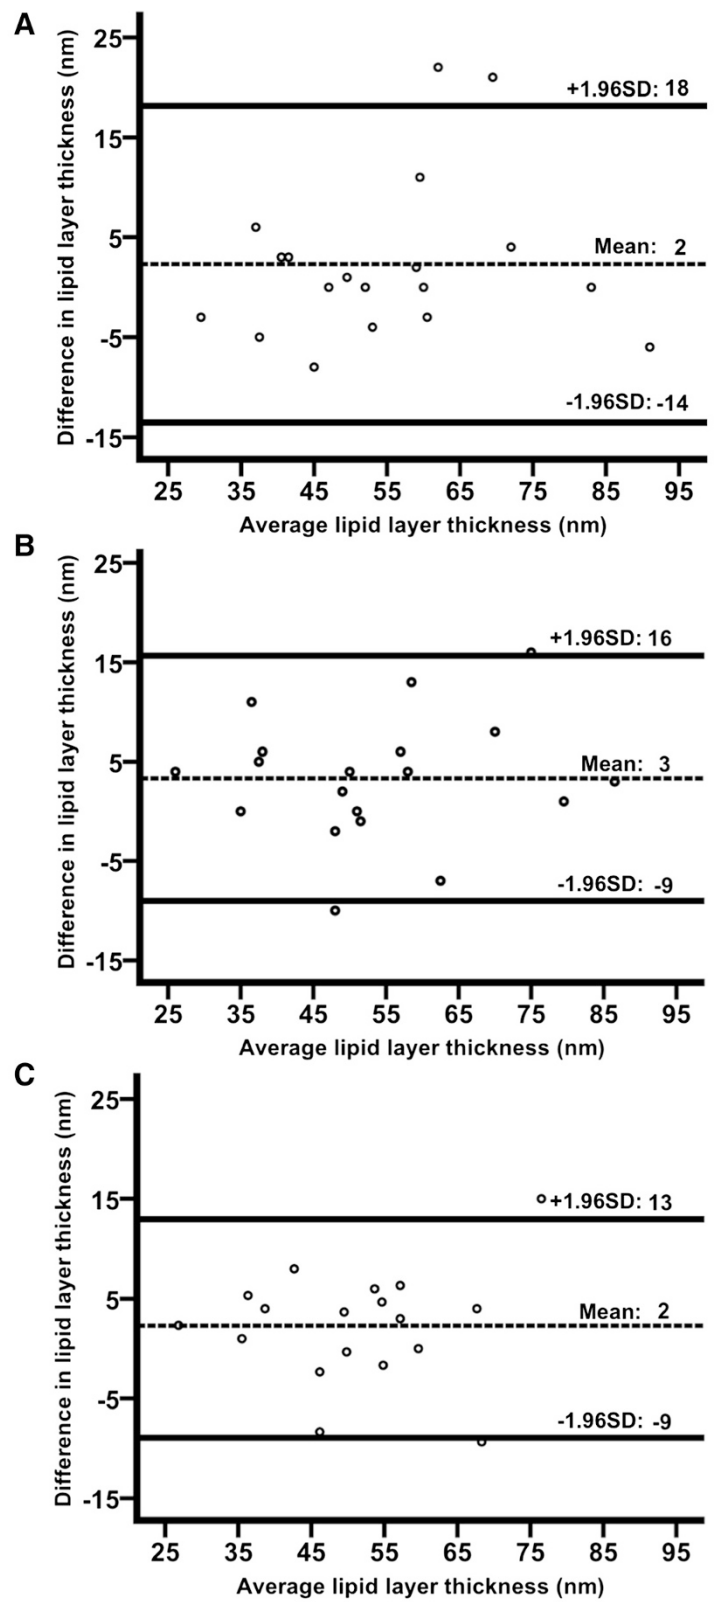 A
Difference in lipid layer thickness (nm)
25
15
5
-5
-15
+1.96SD: 18
Mean: 2
-1.96SD: -14
25 35 45 55 65 75 85 95
Average lipid layer thickness (nm)
B
Difference in lipid layer thickness (nm)
25
15
5
-5
-15
+1.96SD: 16
Mean: 3
-1.96SD: -9
25 35 45 55 65 75 85 95
Average lipid layer thickness (nm)
C
Difference in lipid layer thickness (nm)
25
15
5
-5
-15
+1.96SD: 13
Mean: 2
-1.96SD: -9
25 35 45 55 65 75 85 95
Average lipid layer thickness (nm)